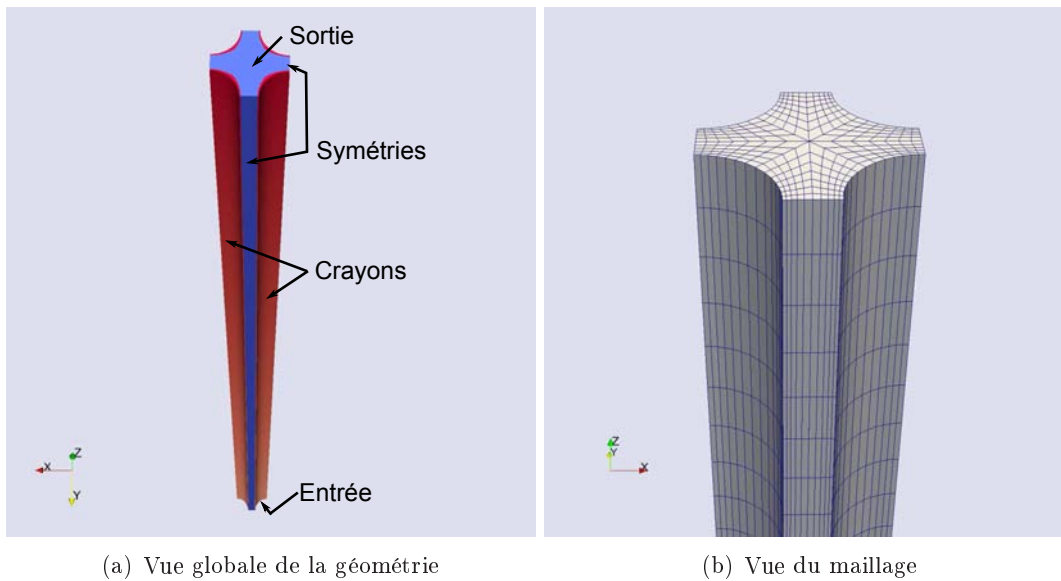 Sortie
Symétries
Crayons
Entrée
X
Z
Y
Z
Y
X
(a) Vue globale de la géométrie
(b) Vue du maillage